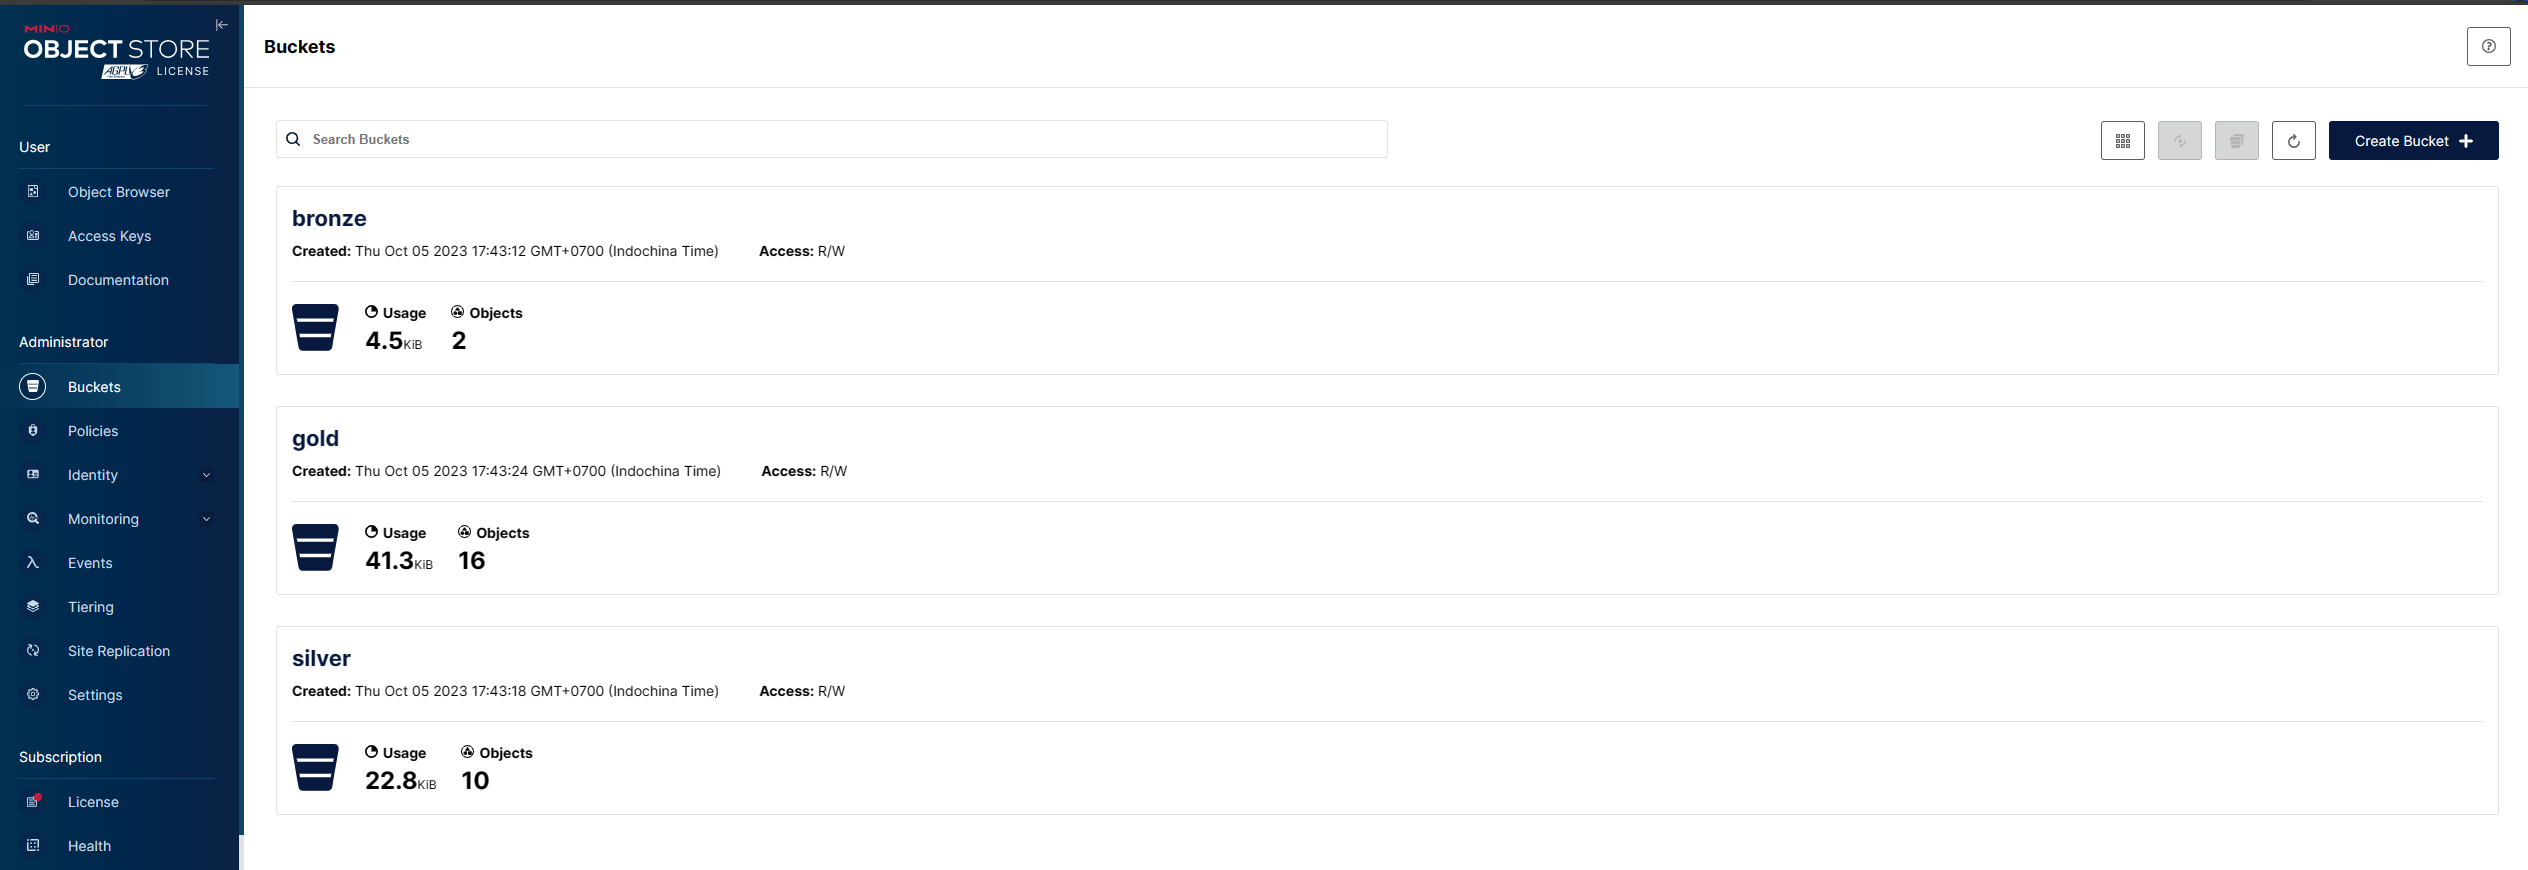 MINIO
OBJECT STORE
AGPLv3 LICENSE
User
Object Browser
Access Keys
Documentation
Administrator
Buckets
Policies
Identity
Monitoring
Events
Tiering
Site Replication
Settings
Subscription
License
Health
Buckets
Search Buckets
Create Bucket
bronze
Created: Thu Oct 05 2023 17:43:12 GMT+0700 (Indochina Time) Access: R/W
Usage Objects
4.5KiB 2
gold
Created: Thu Oct 05 2023 17:43:24 GMT+0700 (Indochina Time) Access: R/W
Usage Objects
41.3KiB 16
silver
Created: Thu Oct 05 2023 17:43:18 GMT+0700 (Indochina Time) Access: R/W
Usage Objects
22.8KiB 10